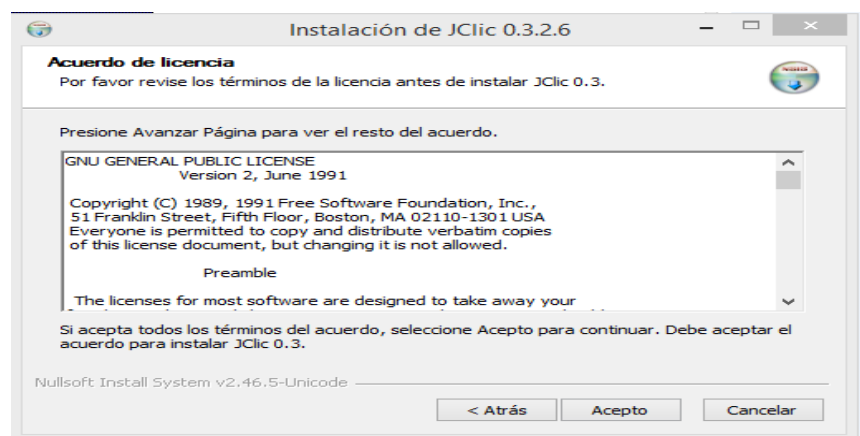 Instalación de JClic 0.3.2.6
Acuerdo de licencia
Por favor revise los términos de la licencia antes de instalar JClic 0.3.
Presione Avanzar Página para ver el resto del acuerdo.
GNU GENERAL PUBLIC LICENSE
Version 2, June 1991
Copyright (C) 1989, 1991 Free Software Foundation, Inc.,
51 Franklin Street, Fifth Floor, Boston, MA 02110-1301 USA
Everyone is permitted to copy and distribute verbatim copies
of this license document, but changing it is not allowed.
Preamble
The licenses for most software are designed to take away your
Si acepta todos los términos del acuerdo, seleccione Acepto para continuar. Debe aceptar el
acuerdo para instalar JClic 0.3.
Nullsoft Install System v2.46.5-Unicode
< Atrás Acepto Cancelar